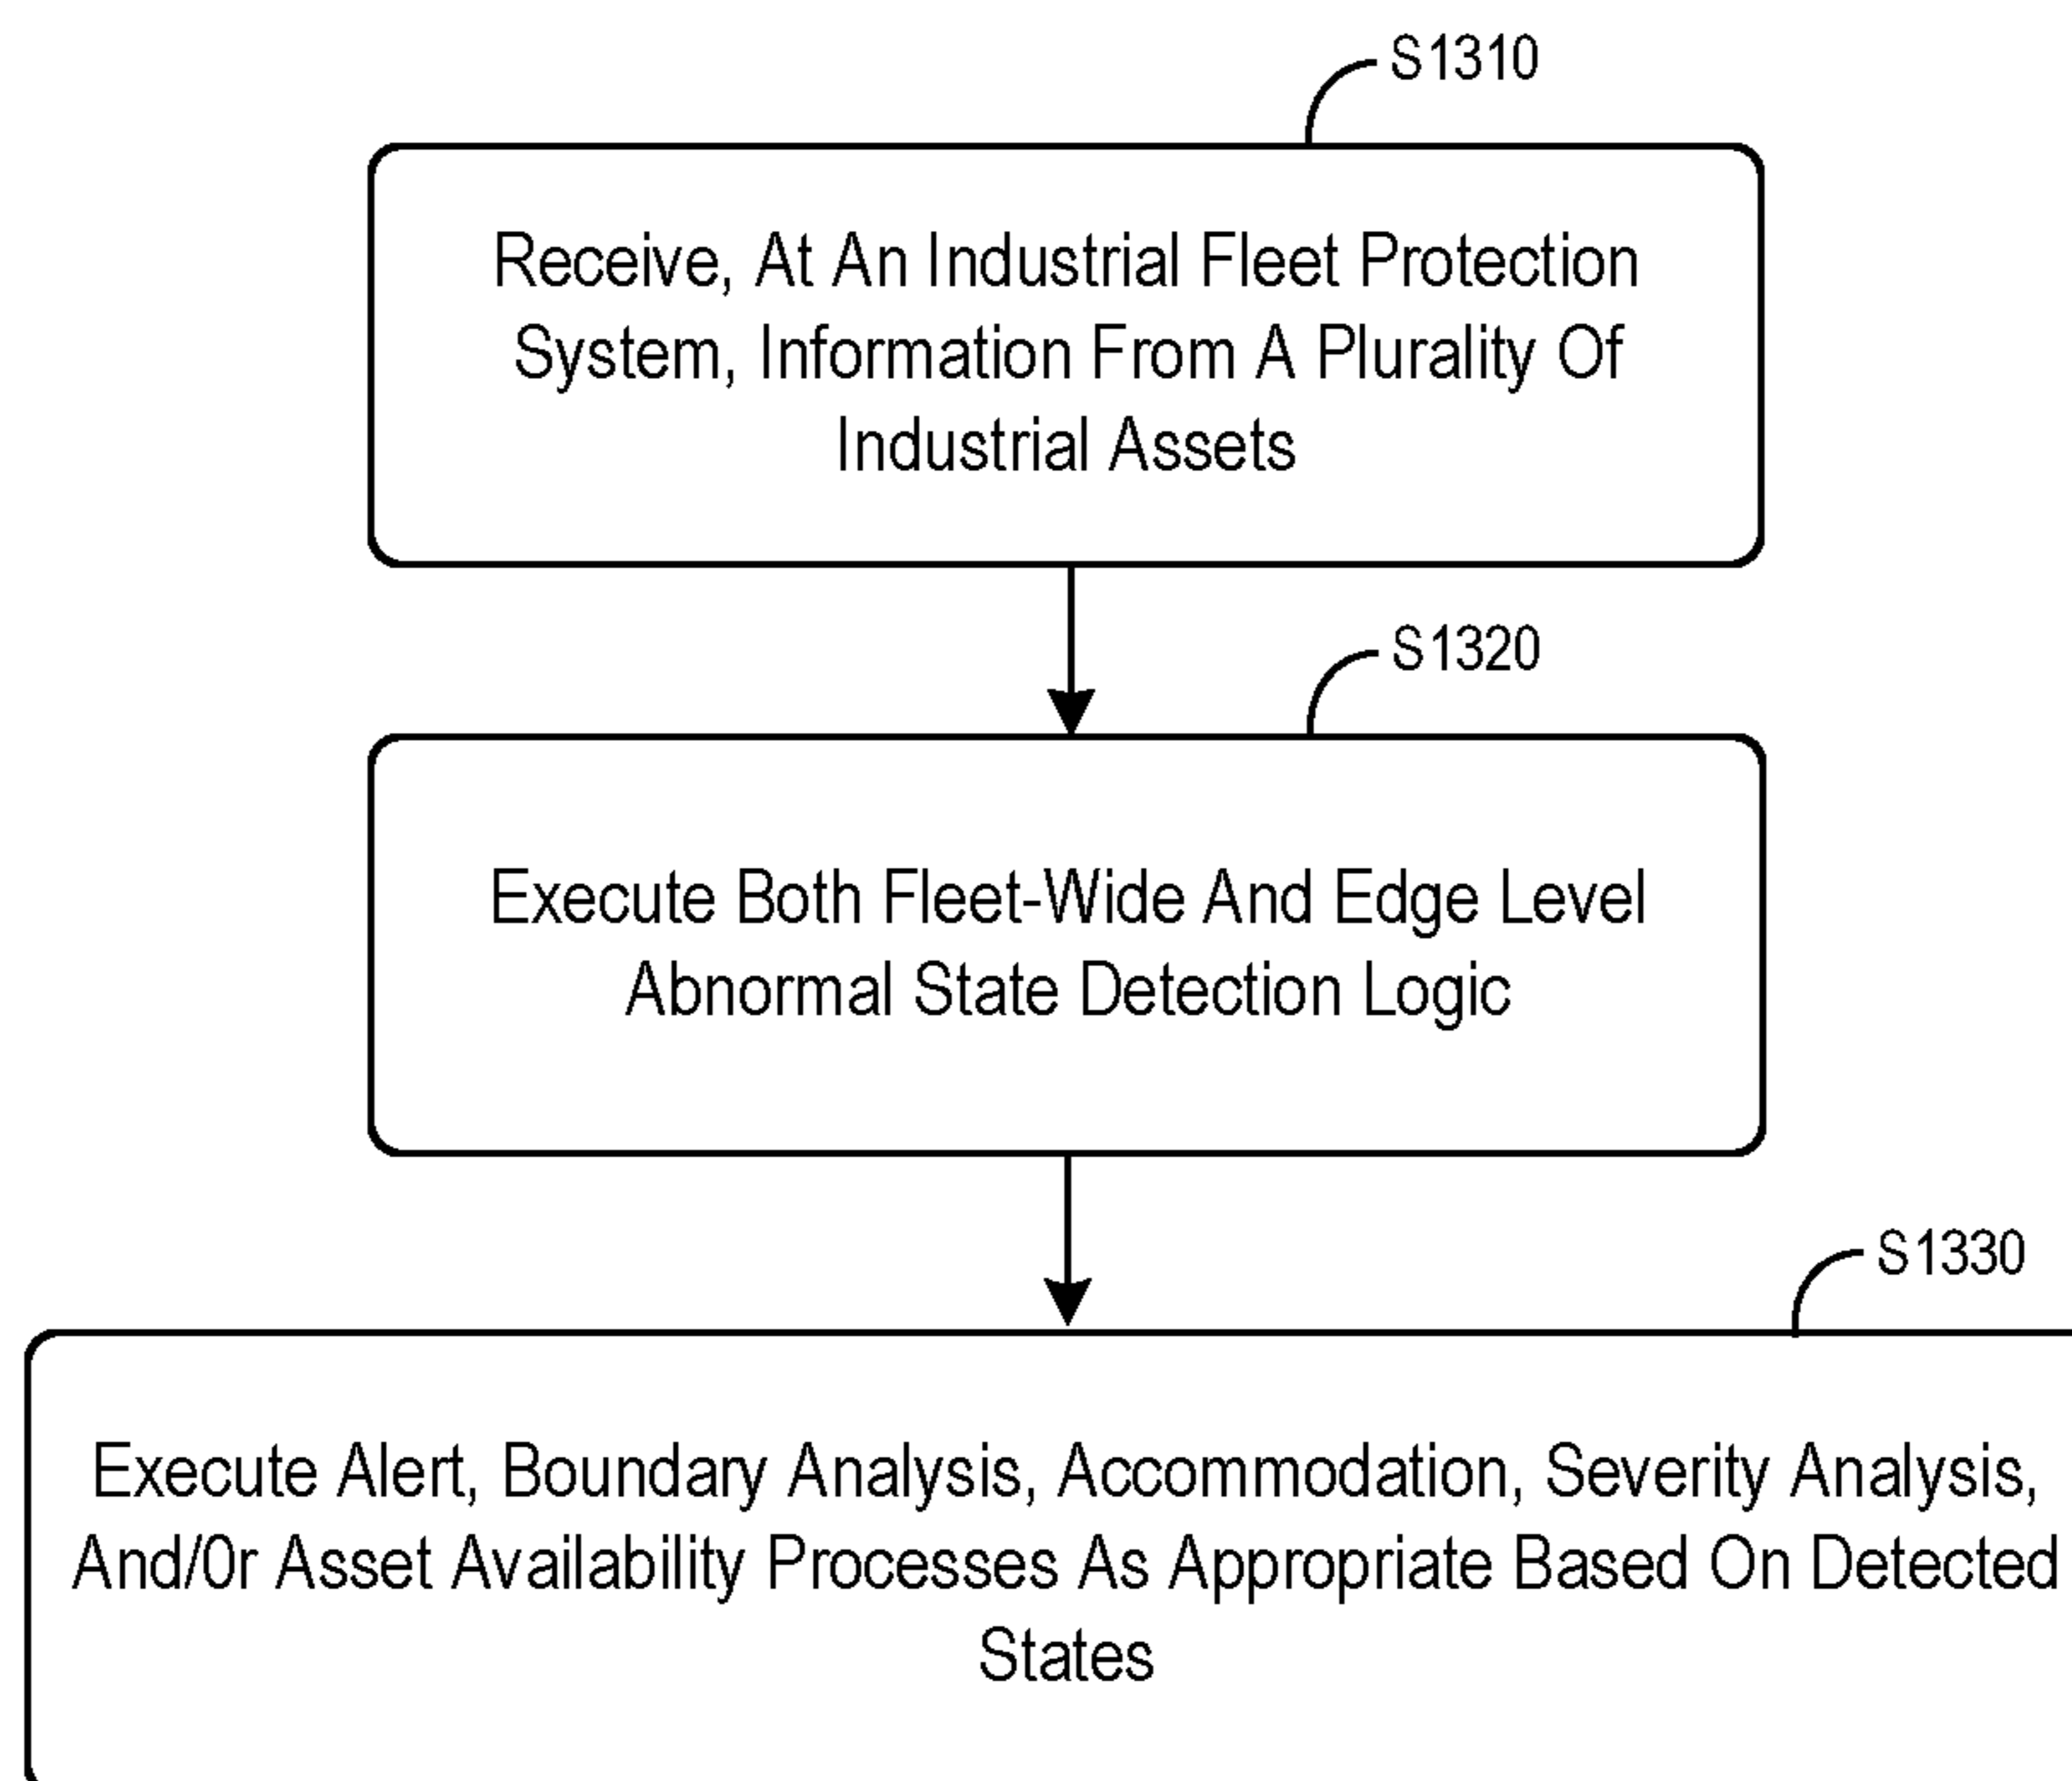 S1310
Receive, At An Industrial Fleet Protection
System, Information From A Plurality Of
Industrial Assets
S1320
Execute Both Fleet-Wide And Edge Level
Abnormal State Detection Logic
S1330
Execute Alert, Boundary Analysis, Accommodation, Severity Analysis,
And/0r Asset Availability Processes As Appropriate Based On Detected
States